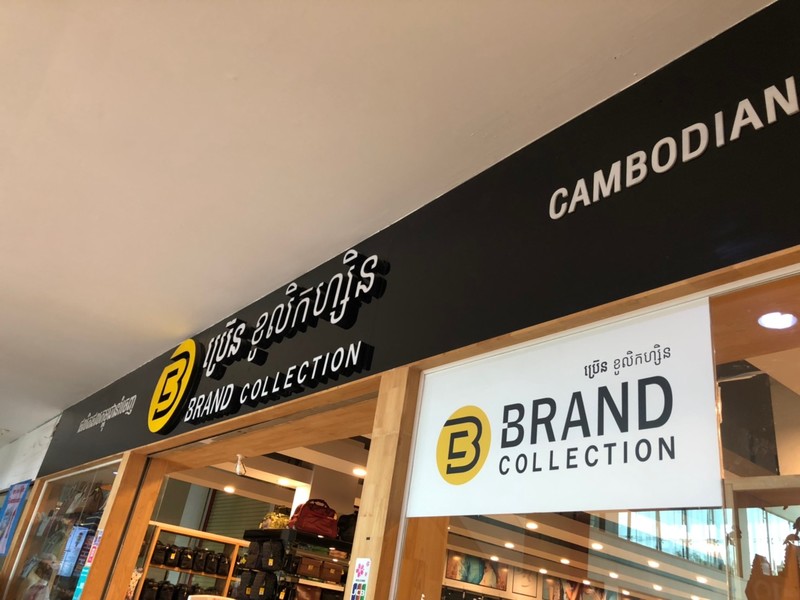 ប្រ៊េន ខូលិកហ្សិន
BRAND COLLECTION
CAMBODIAN
ប្រ៊េន ខូលិកហ្សិន
BRAND
COLLECTION